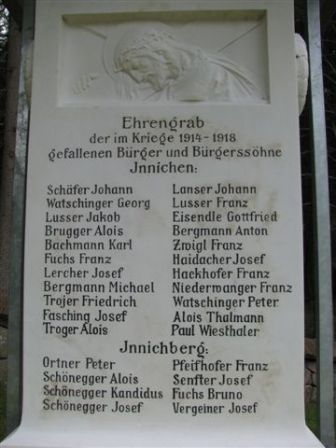 Ehrengrab
der im Kriege 1914-1918
gefallenen Bürger und Bürgerssöhne
Jnnichen:
Schäfer Johann Lanser Johann
Watschinger Georg Lusser Franz
Lusser Jakob Eisendle Gottfried
Brugger Alois Bergmann Anton
Bachmann Karl Zwigl Franz
Fuchs Franz Haidacher Josef
Lercher Josef Hackhofer Franz
Bergmann Michael Niedermanger Franz
Trojer Friedrich Watschinger Peter
Fasching Josef Alois Thalmann
Troger Alois Paul Wiesthaler
Jnnichberg:
Ortner Peter Pfeifhofer Franz
Schönegger Alois Senfter Josef
Schönegger Kandidus Fuchs Bruno
Schönegger Josef Vergeiner Josef